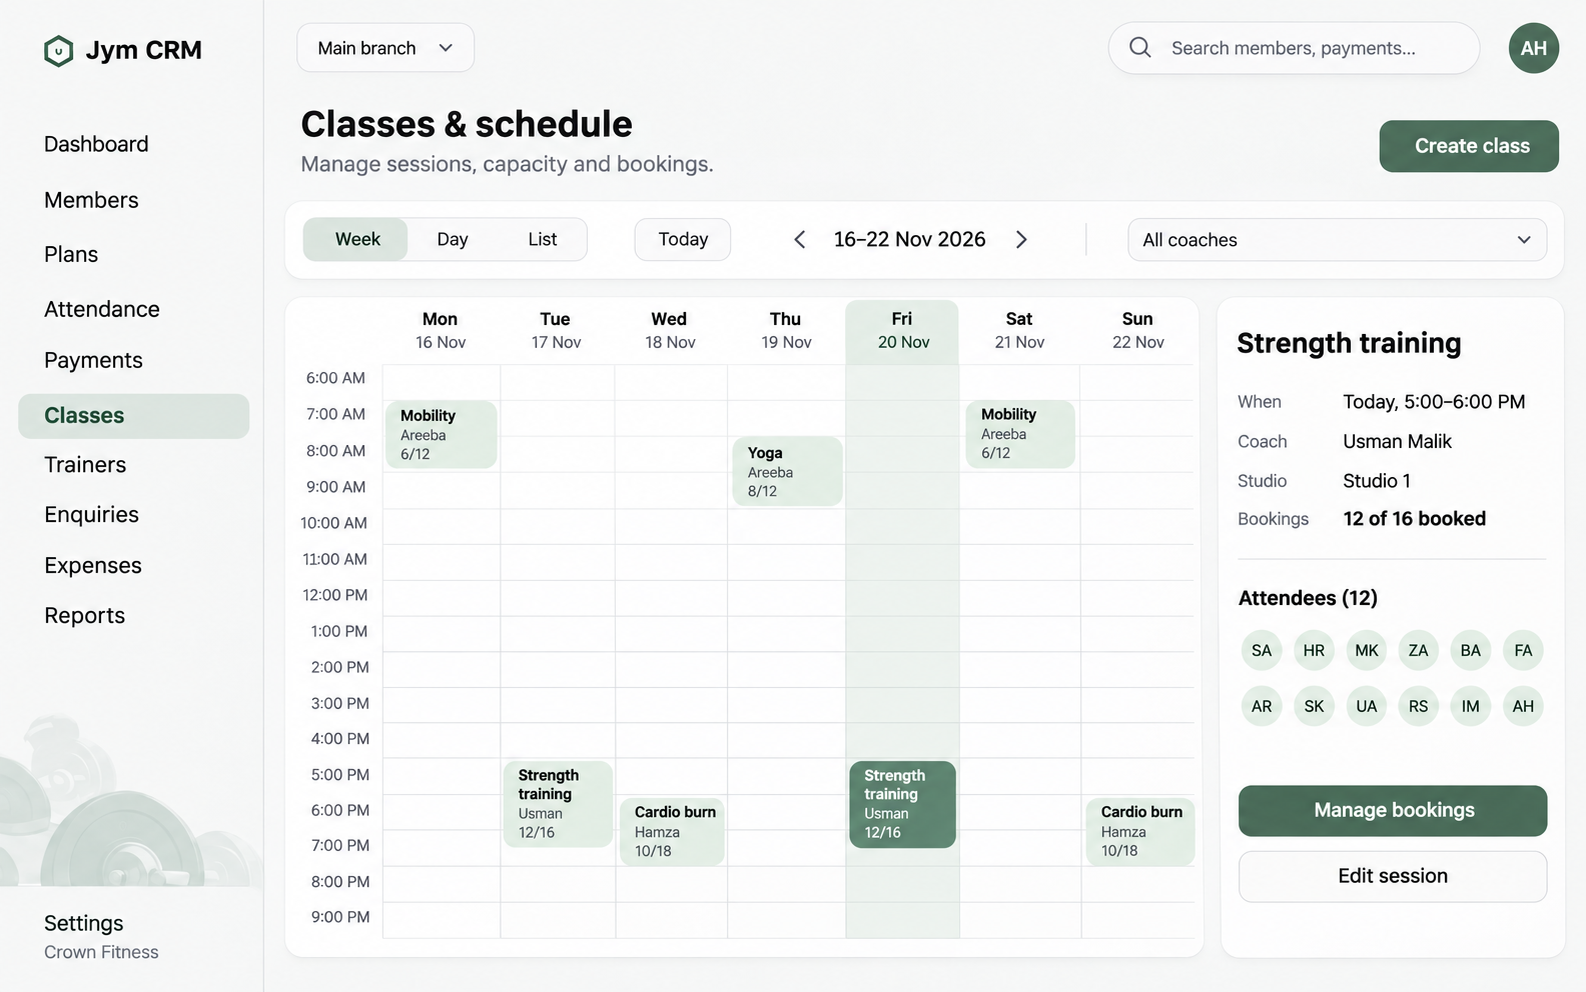 Jym CRM
Main branch
Search members, payments...
AH
Dashboard
Members
Plans
Attendance
Payments
Classes
Trainers
Enquiries
Expenses
Reports
Settings
Crown Fitness
Classes & schedule
Manage sessions, capacity and bookings.
Create class
Week Day List
Today
16–22 Nov 2026
All coaches
Mon Tue Wed Thu Fri Sat Sun
16 Nov 17 Nov 18 Nov 19 Nov 20 Nov 21 Nov 22 Nov
6:00 AM
7:00 AM
8:00 AM
9:00 AM
10:00 AM
11:00 AM
12:00 PM
1:00 PM
2:00 PM
3:00 PM
4:00 PM
5:00 PM
6:00 PM
7:00 PM
8:00 PM
9:00 PM
Mobility
Areeba
6/12
Strength
training
Usman
12/16
Cardio burn
Hamza
10/18
Yoga
Areeba
8/12
Strength
training
Usman
12/16
Mobility
Areeba
6/12
Cardio burn
Hamza
10/18
Strength training
When Today, 5:00–6:00 PM
Coach Usman Malik
Studio Studio 1
Bookings 12 of 16 booked
Attendees (12)
SA HR MK ZA BA FA
AR SK UA RS IM AH
Manage bookings
Edit session